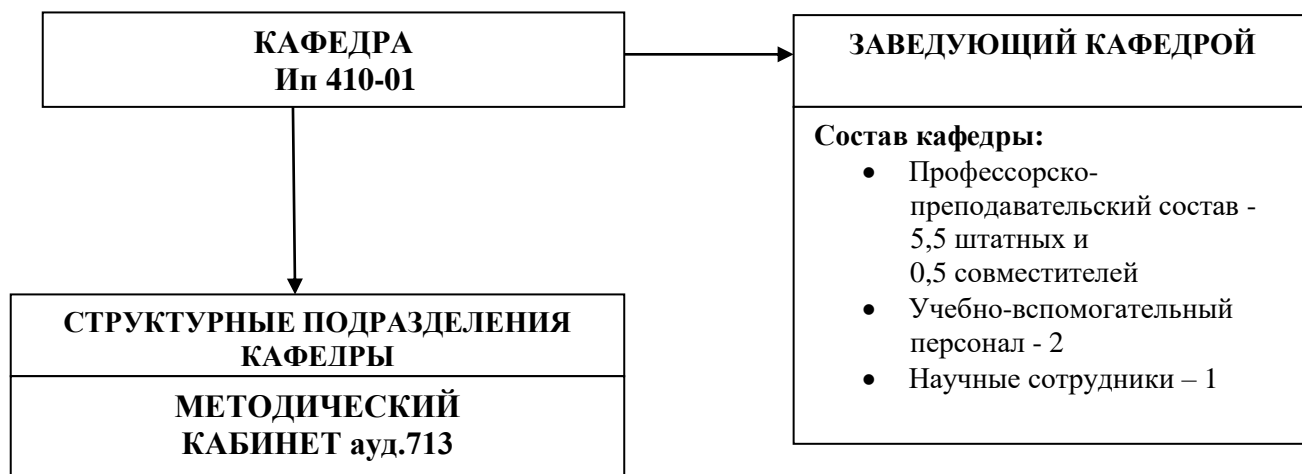 КАФЕДРА
Ип 410-01
ЗАВЕДУЮЩИЙ КАФЕДРОЙ
Состав кафедры:
• Профессорско-
преподавательский состав -
5,5 штатных и
0,5 совместителей
• Учебно-вспомогательный
персонал - 2
• Научные сотрудники – 1
СТРУКТУРНЫЕ ПОДРАЗДЕЛЕНИЯ
КАФЕДРЫ
МЕТОДИЧЕСКИЙ
КАБИНЕТ ауд.713